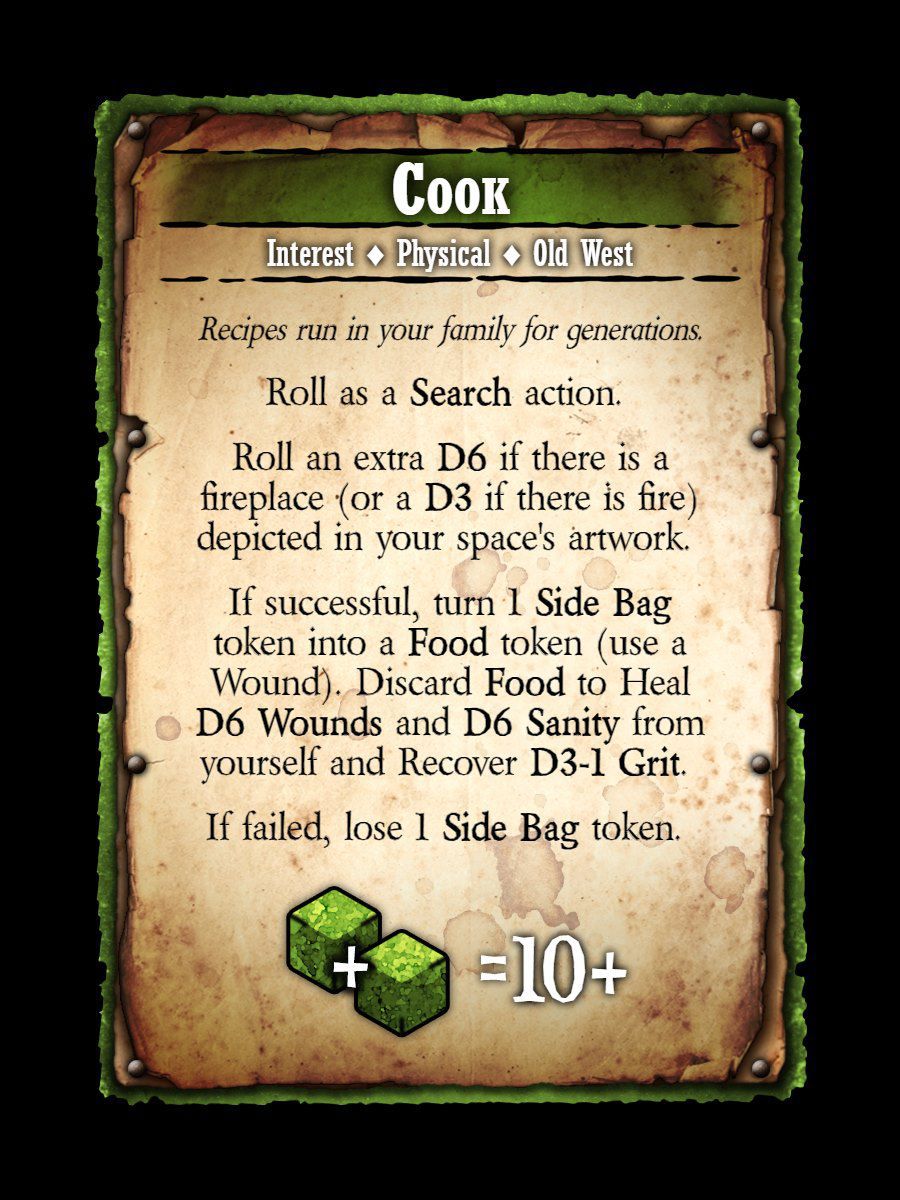 Cook
Interest ◆ Physical ◆ Old West
Recipes run in your family for generations.
Roll as a Search action.
Roll an extra D6 if there is a
fireplace (or a D3 if there is fire)
depicted in your space's artwork.
If successful, turn 1 Side Bag
token into a Food token (use a
Wound). Discard Food to Heal
D6 Wounds and D6 Sanity from
yourself and Recover D3-1 Grit.
If failed, lose 1 Side Bag token.
+ =10+